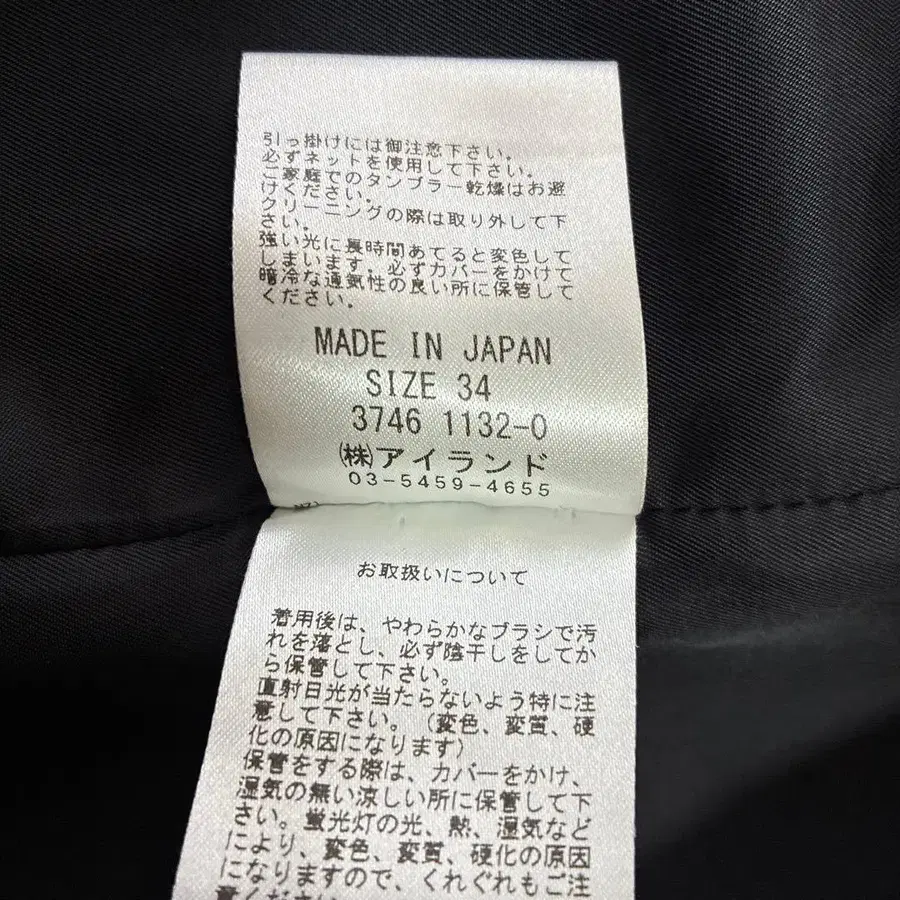 引っ掛けには御注意下さい。
必ずネットを使用して下さい。
ご家庭でのタンブラー乾燥はお避
けください。
クリーニングの際は取り外して下
さい。
強い光に長時間あてると変色して
しまいます。必ずカバーをかけて
暗冷な通気性の良い所に保管して
ください。
MADE IN JAPAN
SIZE 34
3746 1132-0
㈱アイランド
03-5459-4655
お取扱いについて
着用後は、やわらかなブラシで汚
れを落とし、必ず陰干しをしてか
ら保管して下さい。
直射日光が当たらないよう特に注
意して下さい。（変色、変質、硬
化の原因になります）
保管をする際は、カバーをかけ、
湿気の無い涼しい所に保管して下
さい。蛍光灯の光、熱、湿気など
により、変色、変質、硬化の原因
になりますので、くれぐれもご注
意ください。